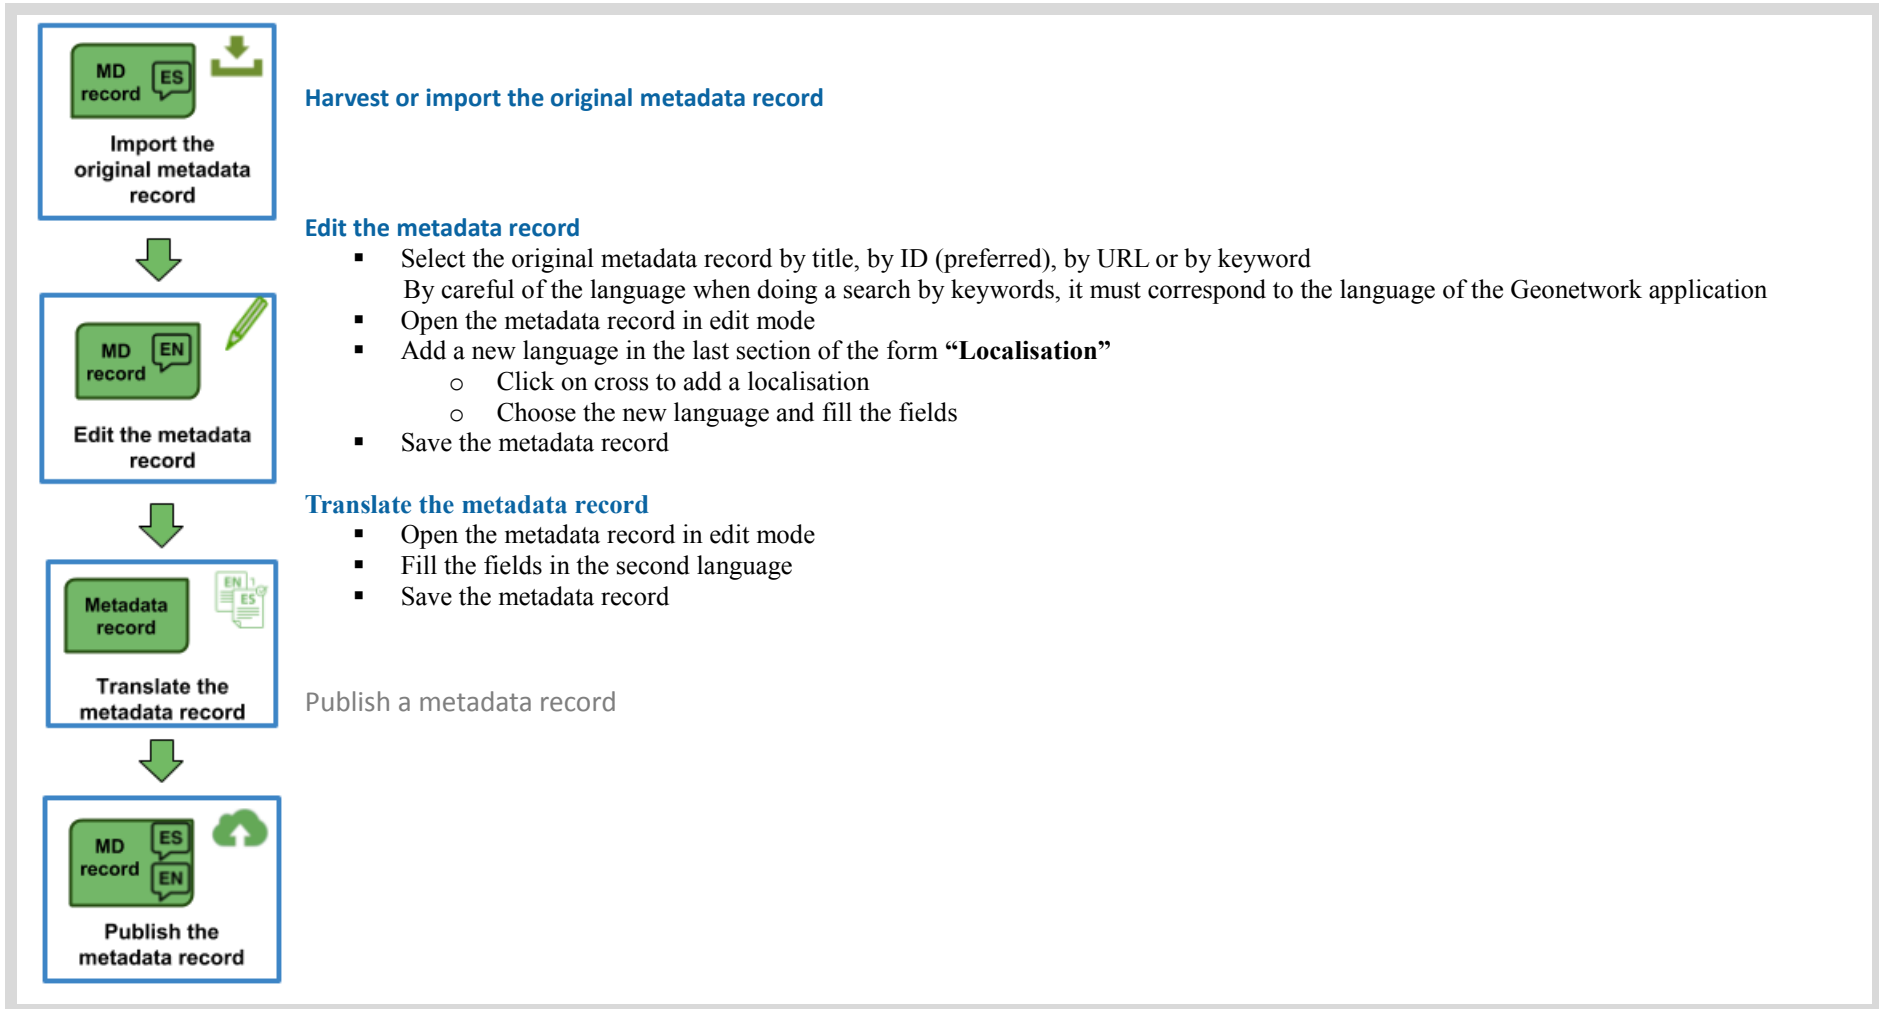 MD
record
ES
Import the
original metadata
record
Harvest or import the original metadata record
MD
record
EN
Edit the metadata
record
Edit the metadata record
▪ Select the original metadata record by title, by ID (preferred), by URL or by keyword
By careful of the language when doing a search by keywords, it must correspond to the language of the Geonetwork application
▪ Open the metadata record in edit mode
▪ Add a new language in the last section of the form “Localisation”
o Click on cross to add a localisation
o Choose the new language and fill the fields
▪ Save the metadata record
Metadata
record
EN
ES
Translate the
metadata record
Translate the metadata record
▪ Open the metadata record in edit mode
▪ Fill the fields in the second language
▪ Save the metadata record
Publish a metadata record
MD
record
ES
EN
Publish the
metadata record